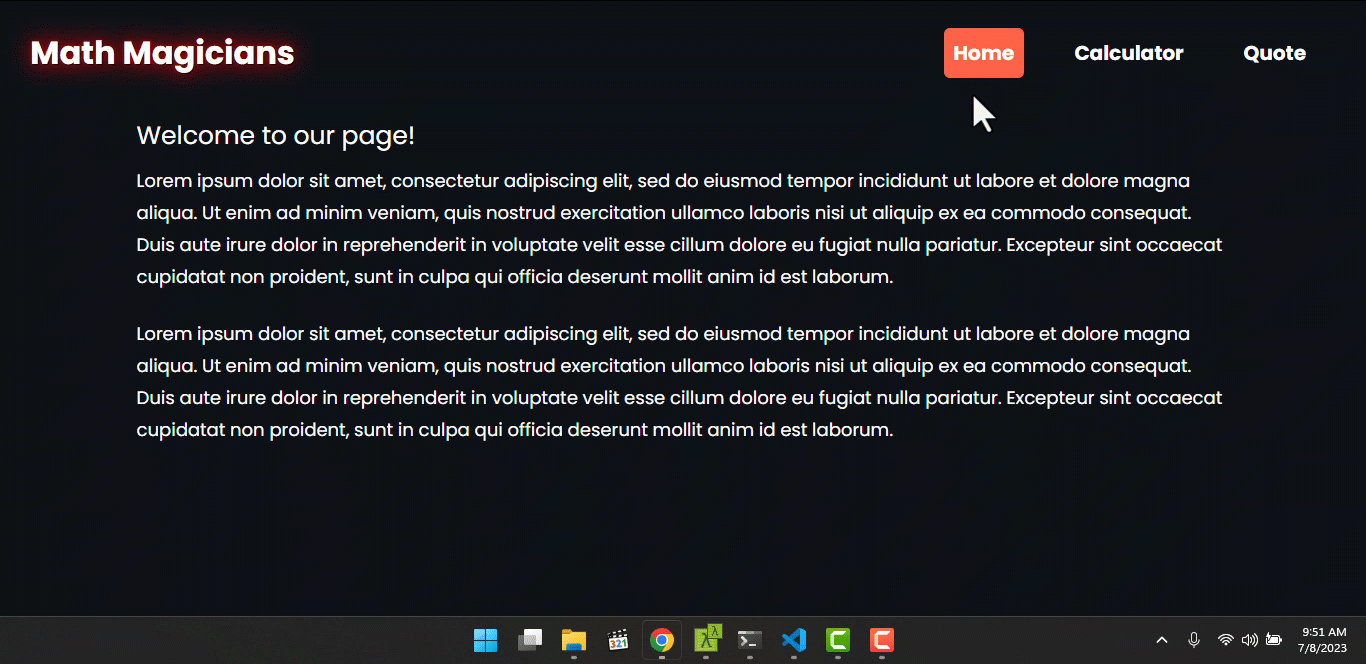 Math Magicians
Home
Calculator
Quote
Welcome to our page!
Lorem ipsum dolor sit amet, consectetur adipiscing elit, sed do eiusmod tempor incididunt ut labore et dolore magna
aliqua. Ut enim ad minim veniam, quis nostrud exercitation ullamco laboris nisi ut aliquip ex ea commodo consequat.
Duis aute irure dolor in reprehenderit in voluptate velit esse cillum dolore eu fugiat nulla pariatur. Excepteur sint occaecat
cupidatat non proident, sunt in culpa qui officia deserunt mollit anim id est laborum.
Lorem ipsum dolor sit amet, consectetur adipiscing elit, sed do eiusmod tempor incididunt ut labore et dolore magna
aliqua. Ut enim ad minim veniam, quis nostrud exercitation ullamco laboris nisi ut aliquip ex ea commodo consequat.
Duis aute irure dolor in reprehenderit in voluptate velit esse cillum dolore eu fugiat nulla pariatur. Excepteur sint occaecat
cupidatat non proident, sunt in culpa qui officia deserunt mollit anim id est laborum.
321
λ λ
9:51 AM
7/8/2023